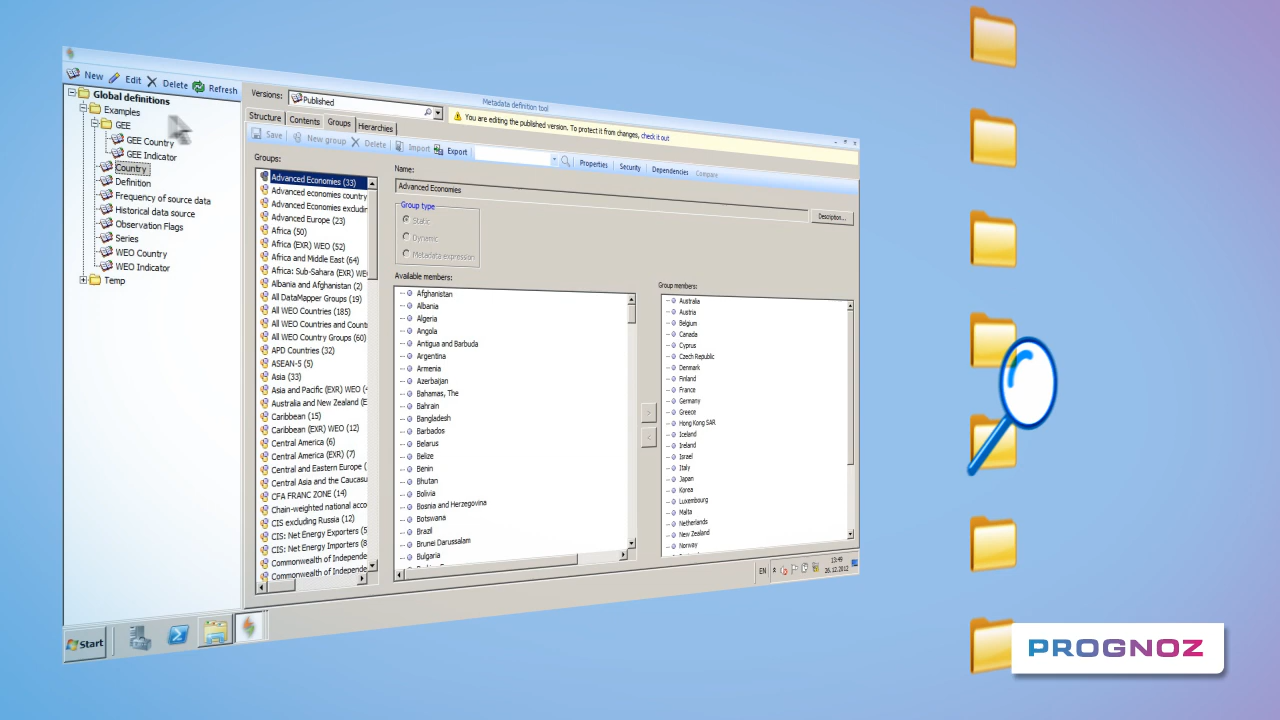 New Edit Delete Refresh
Global definitions
Examples
GEE
GEE Country
GEE Indicator
Country
Definition
Frequency of source data
Historical data source
Observation Flags
Series
WEO Country
WEO Indicator
Temp
Metadata definition tool
Versions: Published
You are editing the published version. To protect it from changes, check it out
Structure Contents Groups Hierarchies
Save New group Delete Import Export Properties Security Dependencies Compare
Groups:
Advanced Economies (33)
Advanced economies country
Advanced Economies excludin
Advanced Europe (23)
Africa (50)
Africa (EXR) WEO (52)
Africa and Middle East (64)
Africa: Sub-Sahara (EXR) WE
Albania and Afghanistan (2)
All DataMapper Groups (19)
All WEO Countries (185)
All WEO Countries and Count
All WEO Country Groups (60)
APD Countries (32)
ASEAN-5 (5)
Asia (33)
Asia and Pacific (EXR) WEO (4
Australia and New Zealand (E
Caribbean (15)
Caribbean (EXR) WEO (12)
Central America (6)
Central America (EXR) (7)
Central and Eastern Europe (
Central Asia and the Caucasu
CFA FRANC ZONE (14)
Chain-weighted national acco
CIS excluding Russia (12)
CIS: Net Energy Exporters (5
CIS: Net Energy Importers (8
Commonwealth of Independe
Commonwealth of Independe
Name:
Advanced Economies
Description...
Group type
Static
Dynamic
Metadata expression
Available members:
Afghanistan
Albania
Algeria
Angola
Antigua and Barbuda
Argentina
Armenia
Azerbaijan
Bahamas, The
Bahrain
Bangladesh
Barbados
Belarus
Belize
Benin
Bhutan
Bolivia
Bosnia and Herzegovina
Botswana
Brazil
Brunei Darussalam
Bulgaria
>
<
Group members:
Australia
Austria
Belgium
Canada
Cyprus
Czech Republic
Denmark
Finland
France
Germany
Greece
Hong Kong SAR
Iceland
Ireland
Israel
Italy
Japan
Korea
Luxembourg
Malta
Netherlands
New Zealand
Norway
Start
EN
13:49
26.12.2012
PROGNOZ